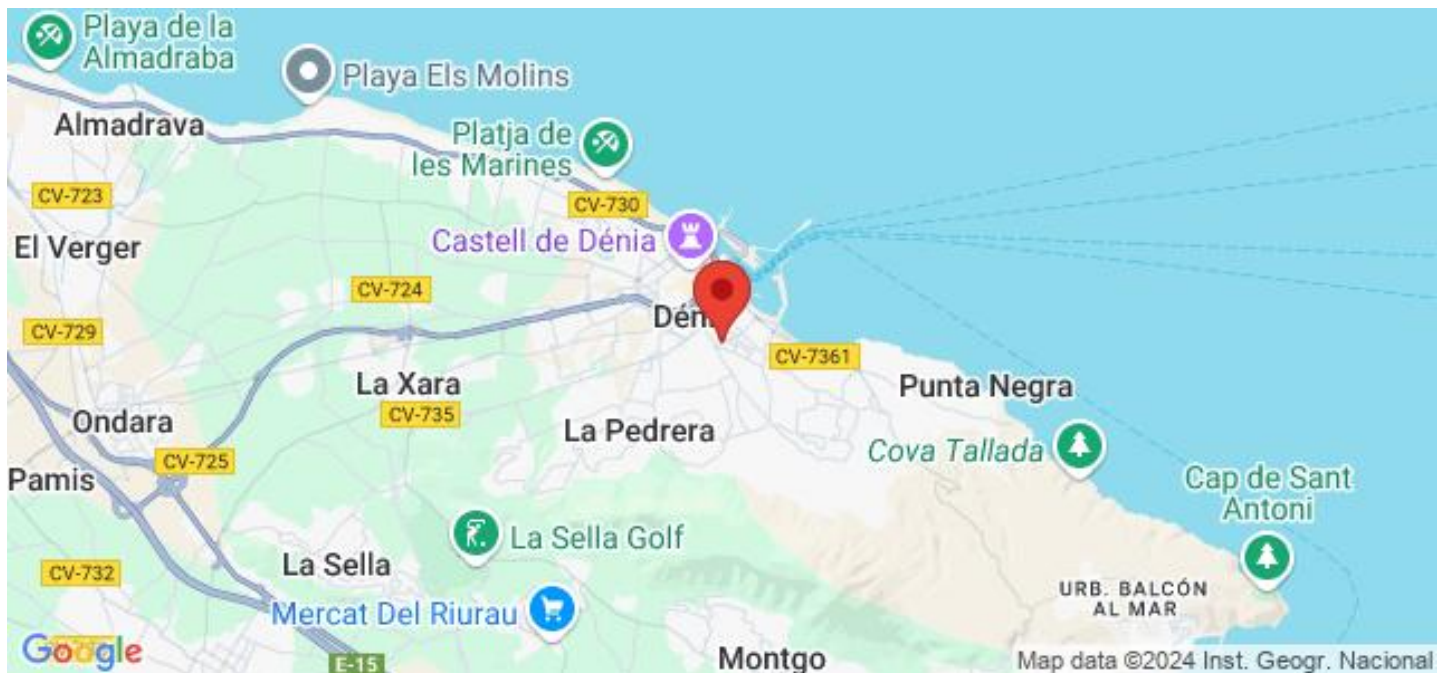 Playa de la
Almadraba
Playa Els Molins
Almadrava
Platja de
les Marines
CV-723
CV-730
El Verger
Castell de Dénia
CV-724
CV-729
CV-7361
La Xara
Punta Negra
CV-735
Ondara
La Pedrera
Cova Tallada
CV-725
Pamis
Cap de Sant
Antoni
La Sella Golf
La Sella
CV-732
URB. BALCÓN
AL MAR
Mercat Del Riurau
Google
E-15
Montgo
Map data ©2024 Inst. Geogr. Nacional